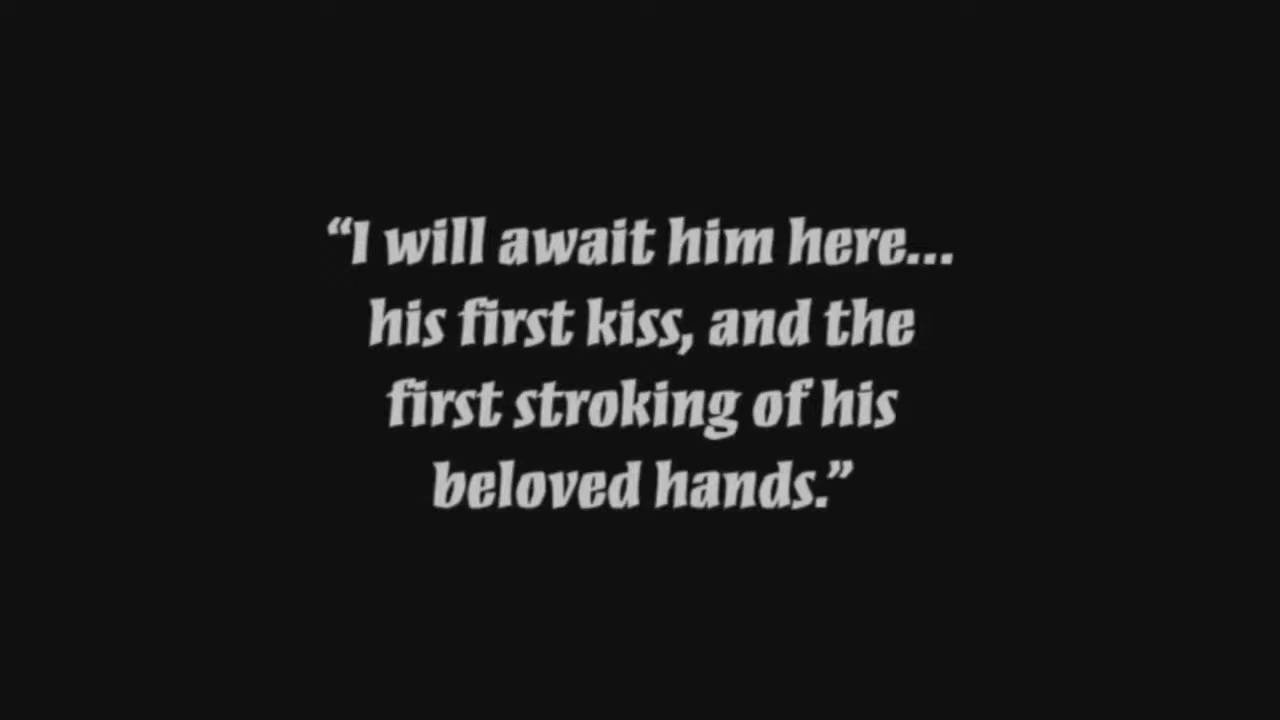 “I will await him here...
his first kiss, and the
first stroking of his
beloved hands.”